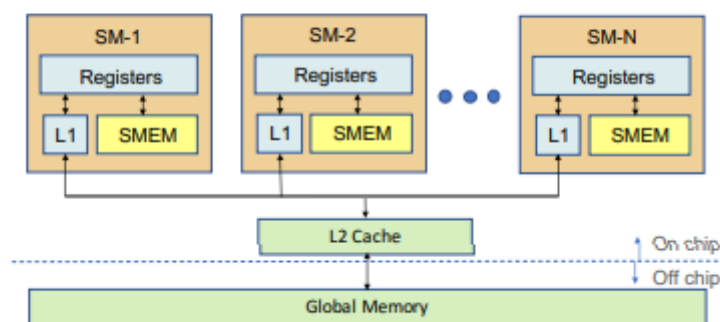 SM-1
SM-2
SM-N
Registers
Registers
Registers
L1
SMEM
L1
SMEM
L1
SMEM
L2 Cache
On chip
Off chip
Global Memory